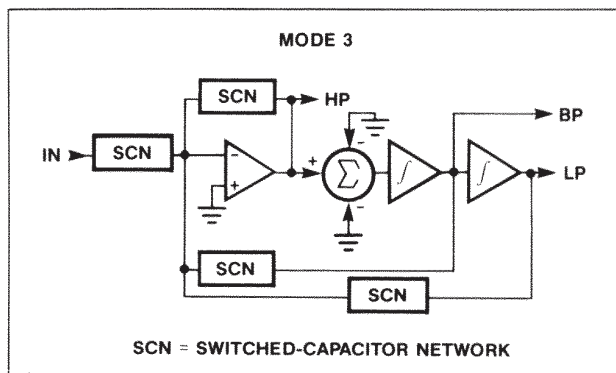 MODE 3
SCN
HP
BP
IN
SCN
-
+
+
-
Σ
-
∫
∫
LP
SCN
SCN
SCN = SWITCHED-CAPACITOR NETWORK